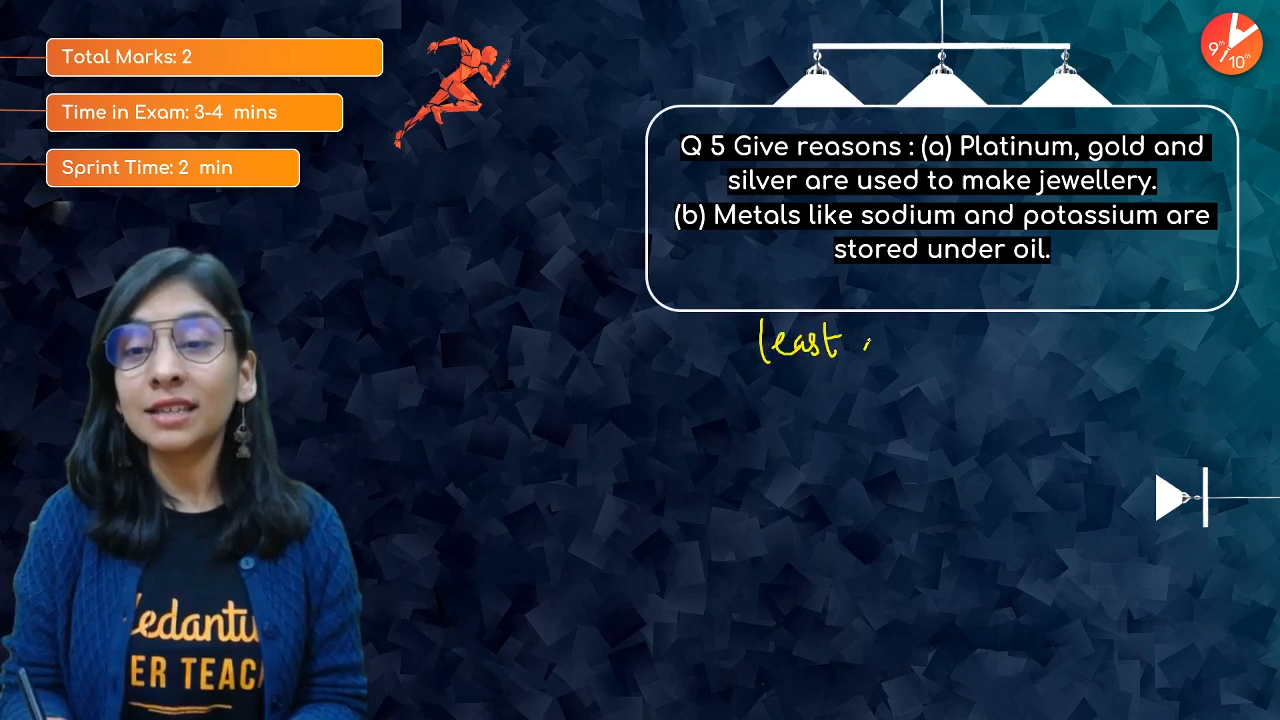 Total Marks: 2
Time in Exam: 3-4 mins
Sprint Time: 2 min
9th
10th
Q 5 Give reasons : (a) Platinum, gold and
silver are used to make jewellery.
(b) Metals like sodium and potassium are
stored under oil.
least
edantu
ER TEAC